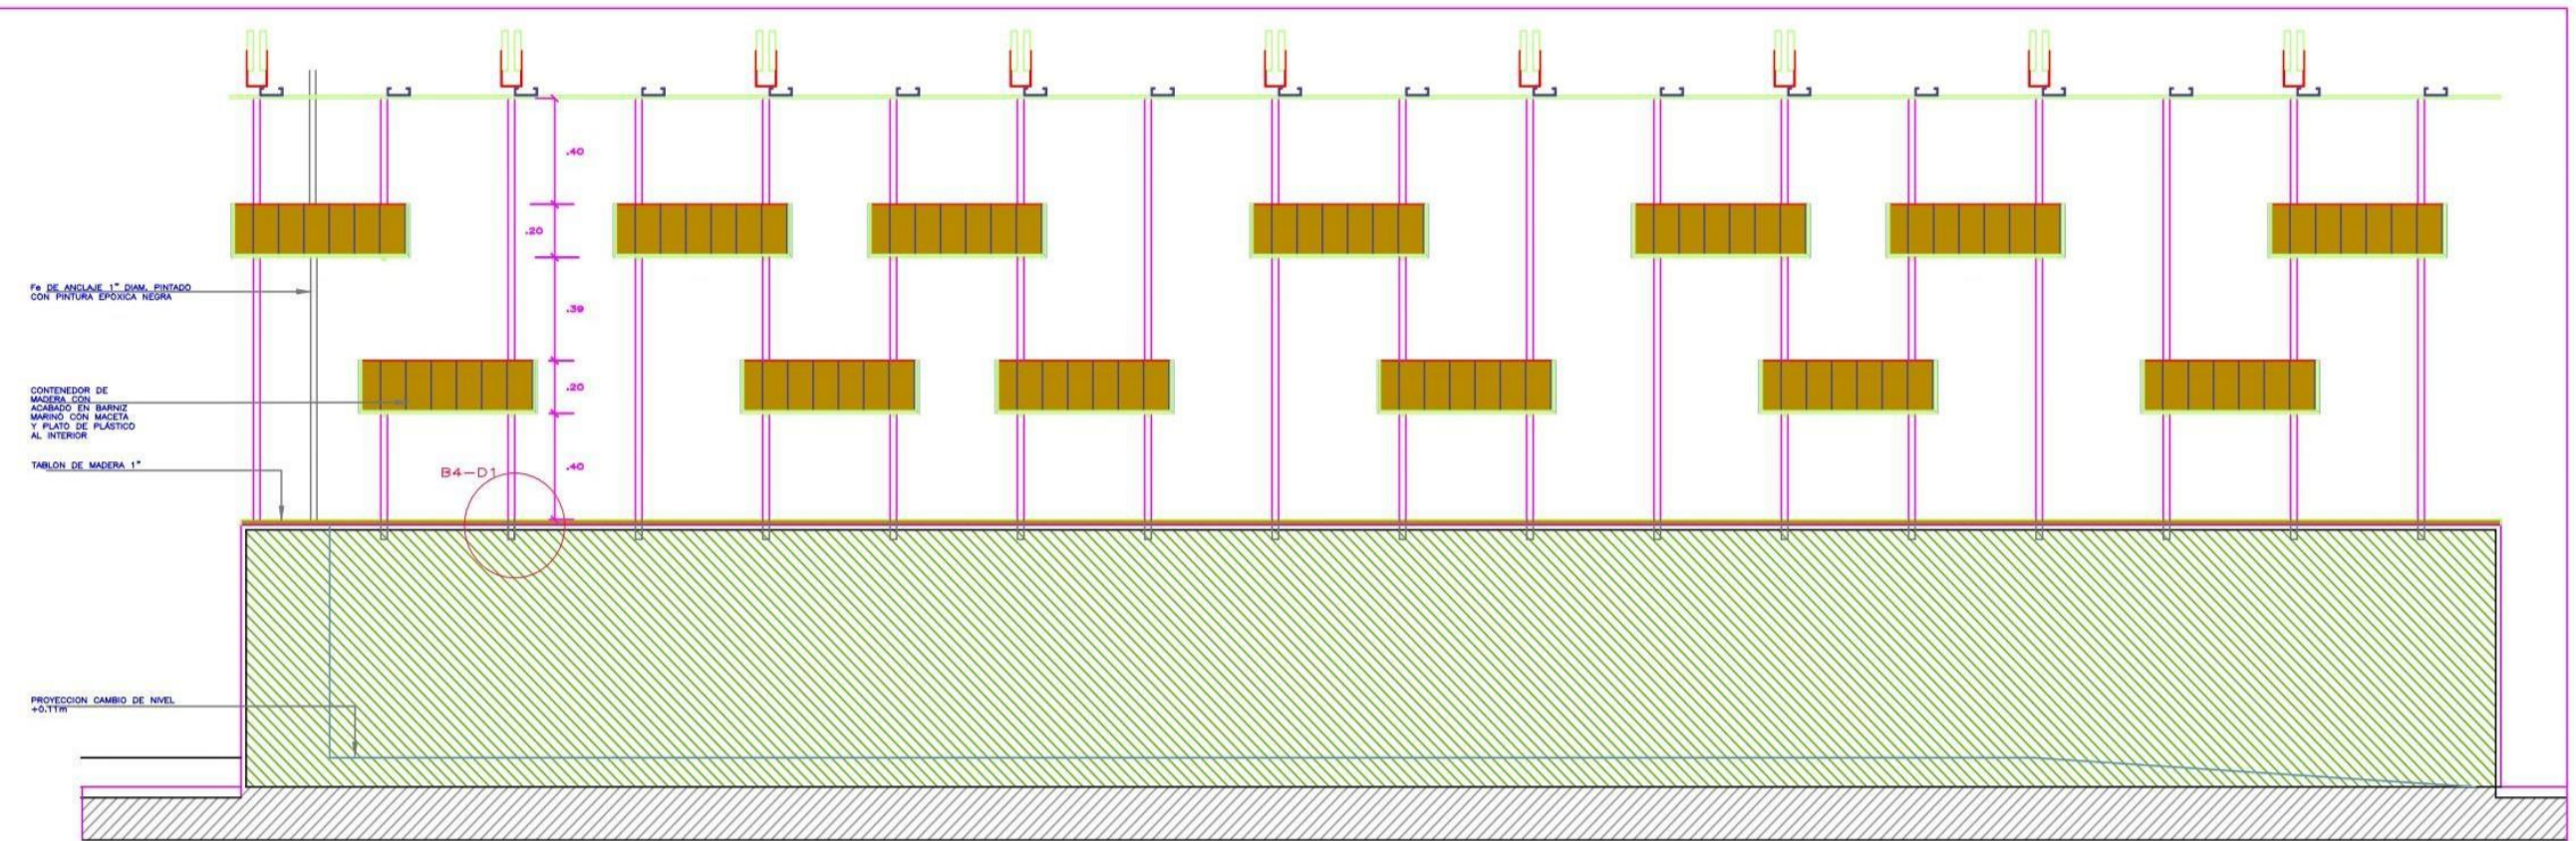 .40
.20
Fe DE ANCLAJE 1" DIAM. PINTADO
CON PINTURA EPOXICA NEGRA
.39
CONTENEDOR DE
MADERA CON
ACABADO EN BARNIZ
MARINO CON MACETA
Y PLATO DE PLÁSTICO
AL INTERIOR
.20
TABLON DE MADERA 1"
B4-D1
.40
PROYECCION CAMBIO DE NIVEL
+0.11m